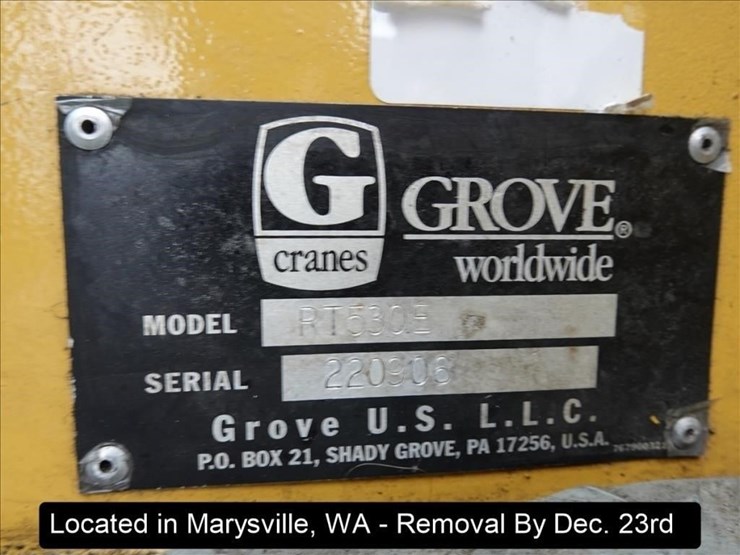 G
cranes
GROVE®
worldwide
MODEL RT530E
SERIAL 220906
Grove U.S. L.L.C.
P.O. BOX 21, SHADY GROVE, PA 17256, U.S.A.
Located in Marysville, WA - Removal By Dec. 23rd